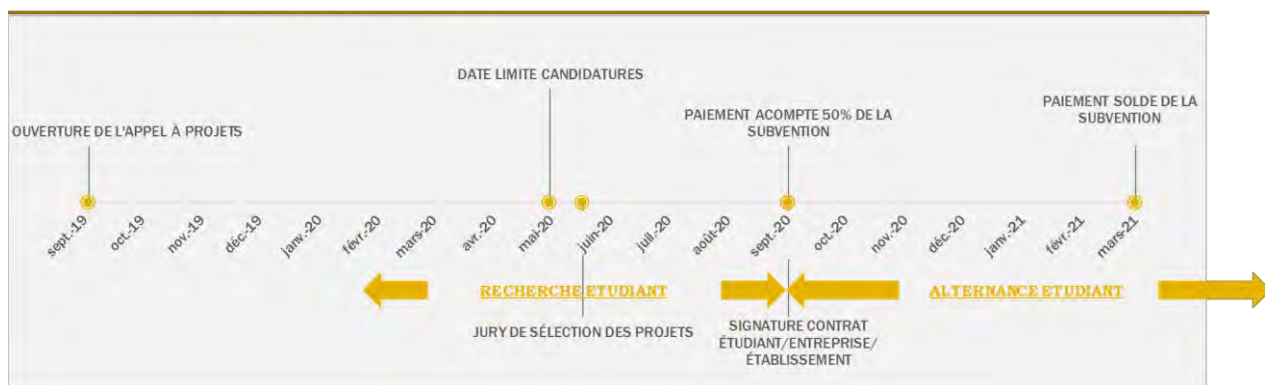 DATE LIMITE CANDIDATURES
PAIEMENT SOLDE DE LA
SUBVENTION
PAIEMENT ACOMPTE 50% DE LA
SUBVENTION
OUVERTURE DE L'APPEL À PROJETS
sept.-19
oct.-19
nov.-19
déc.-19
janv.-20
févr.-20
mars-20
avr.-20
mai-20
juin-20
juil.-20
août-20
sept.-20
oct.-20
nov.-20
déc.-20
janv.-21
févr.-21
mars-21
RECHERCHE ETUDIANT
ALTERNANCE ETUDIANT
JURY DE SÉLECTION DES PROJETS
SIGNATURE CONTRAT
ÉTUDIANT/ENTREPRISE/
ÉTABLISSEMENT